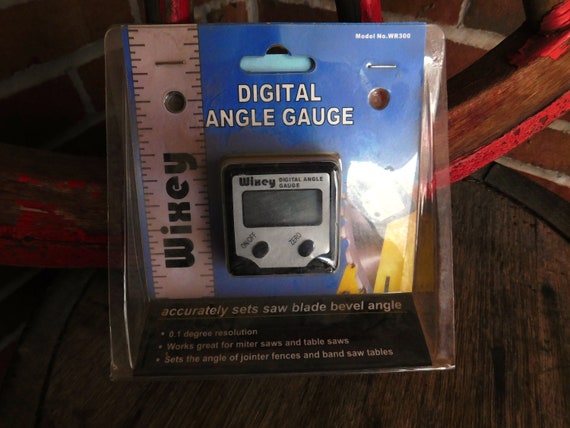 Model No.WR300
DIGITAL
ANGLE GAUGE
Wixey
Wixey DIGITAL ANGLE
GAUGE
ON/OFF
ZERO
accurately sets saw blade bevel angle
• 0.1 degree resolution
• Works great for miter saws and table saws
• Sets the angle of jointer fences and band saw tables